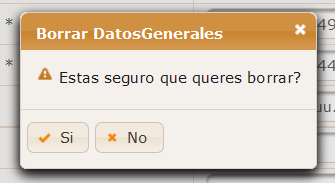 Borrar DatosGenerales
Estas seguro que queres borrar?
Si
No